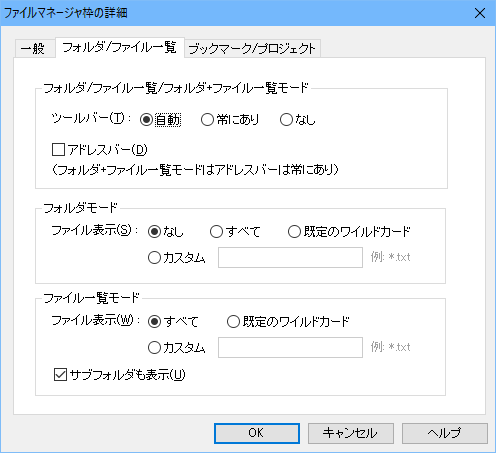 ファイルマネージャ枠の詳細
一般 フォルダ/ファイル一覧 ブックマーク/プロジェクト
フォルダ/ファイル一覧/フォルダ+ファイル一覧モード
ツールバー(T): 自動 常にあり なし
アドレスバー(D)
(フォルダ+ファイル一覧モードはアドレスバーは常にあり)
フォルダモード
ファイル表示(S): なし すべて 既定のワイルドカード
カスタム 例: *.txt
ファイル一覧モード
ファイル表示(W): すべて 既定のワイルドカード
カスタム 例: *.txt
サブフォルダも表示(U)
OK キャンセル ヘルプ